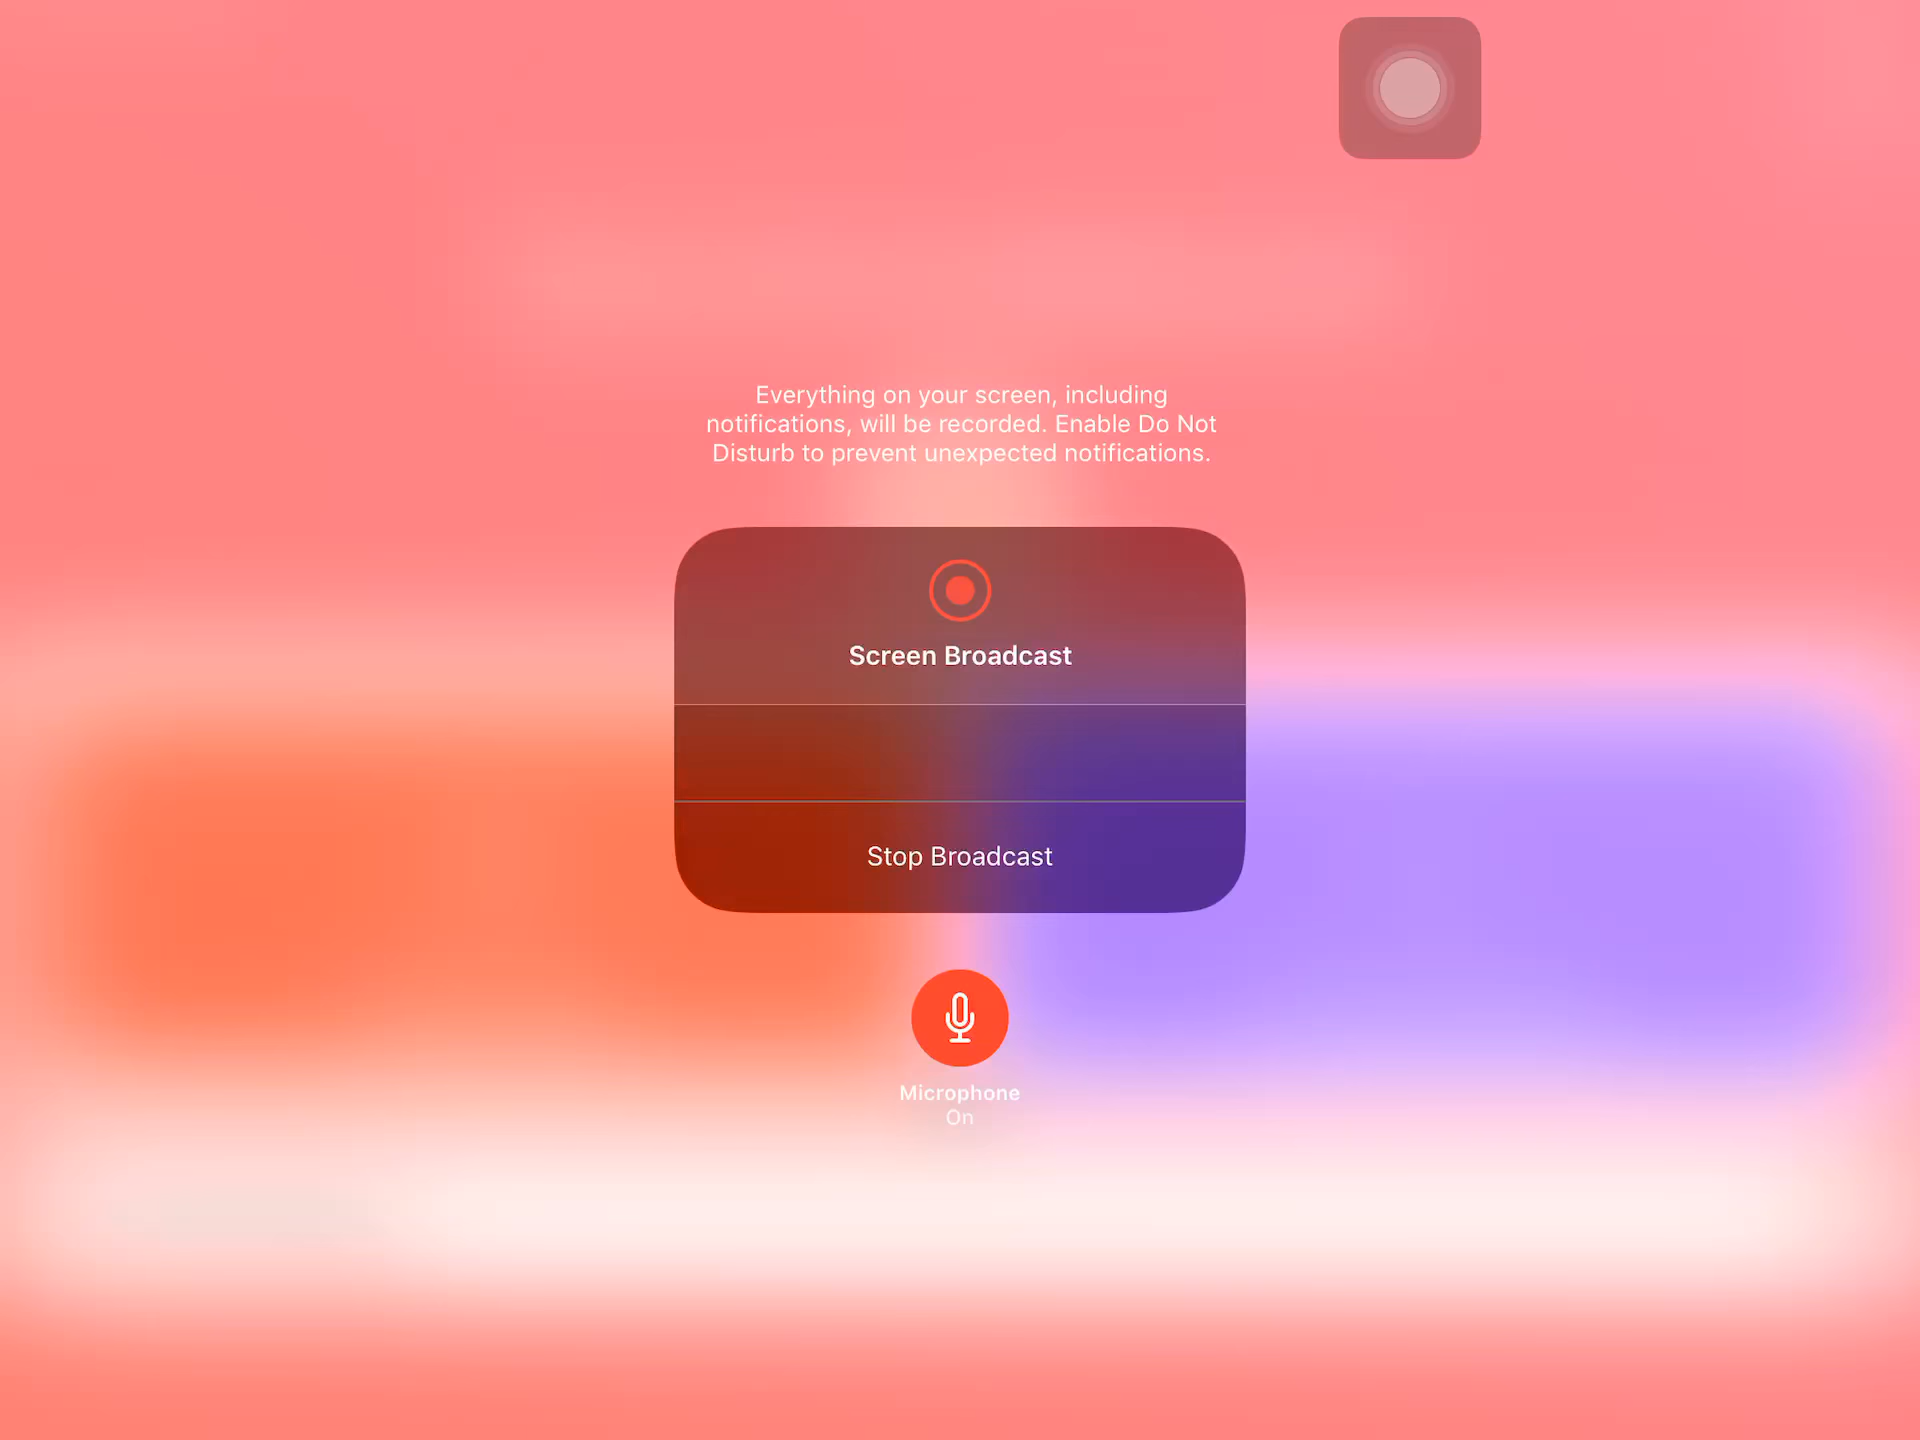 Everything on your screen, including
notifications, will be recorded. Enable Do Not
Disturb to prevent unexpected notifications.
Screen Broadcast
Stop Broadcast
Microphone
On